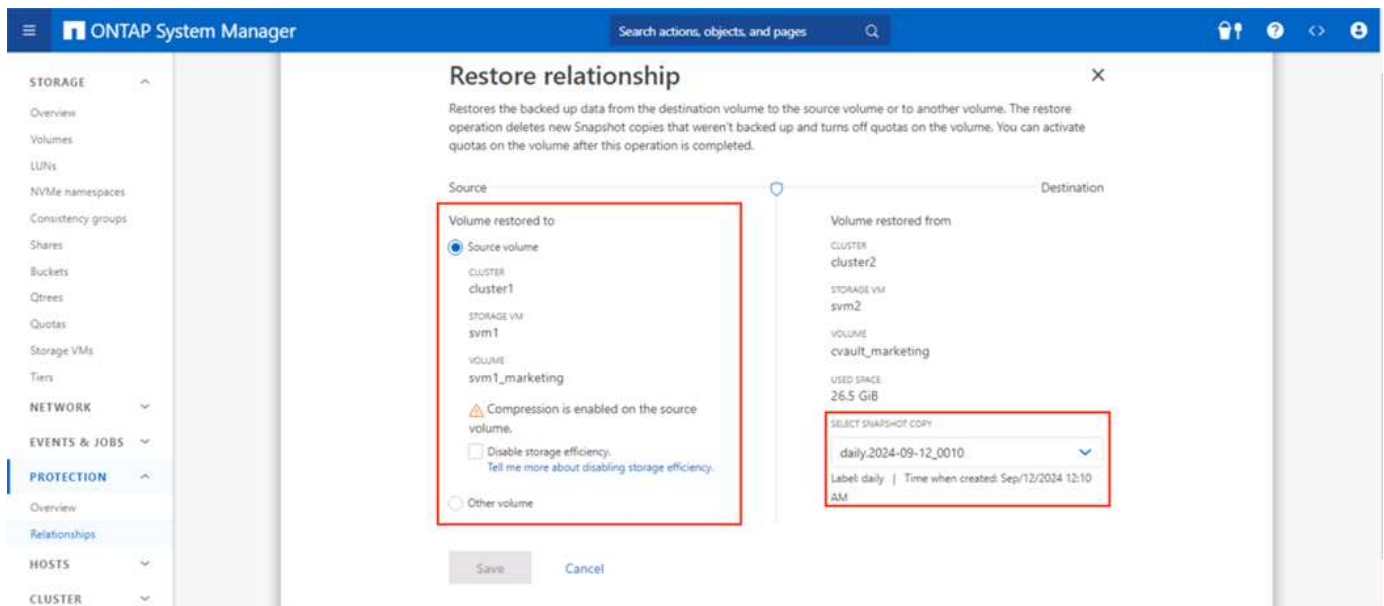 ONTAP System Manager
Search actions, objects, and pages
STORAGE
Overview
Volumes
LUNs
NVMe namespaces
Consistency groups
Shares
Buckets
Qtrees
Quotas
Storage VMs
Tiers
NETWORK
EVENTS & JOBS
PROTECTION
Overview
Relationships
HOSTS
CLUSTER
Restore relationship
Restores the backed up data from the destination volume to the source volume or to another volume. The restore
operation deletes new Snapshot copies that weren't backed up and turns off quotas on the volume. You can activate
quotas on the volume after this operation is completed.
Source
Destination
Volume restored to
Source volume
CLUSTER
cluster1
STORAGE VM
svm1
VOLUME
svm1_marketing
Compression is enabled on the source
volume.
Disable storage efficiency.
Tell me more about disabling storage efficiency.
Other volume
Volume restored from
CLUSTER
cluster2
STORAGE VM
svm2
VOLUME
cvault_marketing
USED SPACE
26.5 GiB
SELECT SNAPSHOT COPY
daily.2024-09-12_0010
Label: daily | Time when created: Sep/12/2024 12:10
AM
Save
Cancel